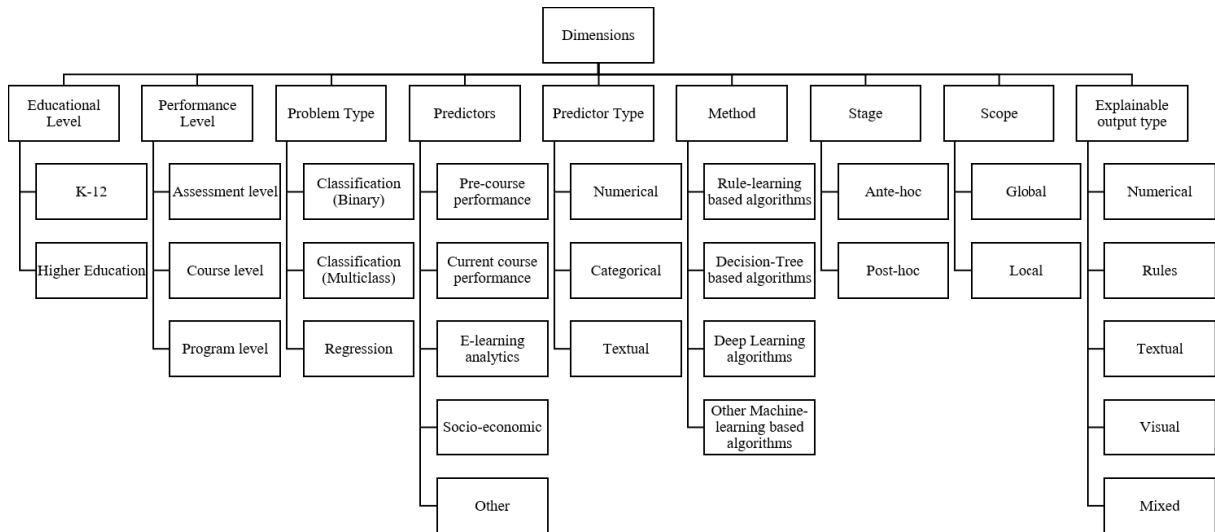 Dimensions
Educational
Level
Performance
Level
Problem Type
Predictors
Predictor Type
Method
Stage
Scope
Explainable
output type
K-12
Higher Education
Assessment level
Course level
Program level
Classification
(Binary)
Classification
(Multiclass)
Regression
Pre-course
performance
Current course
performance
E-learning
analytics
Socio-economic
Other
Numerical
Categorical
Textual
Rule-learning
based algorithms
Decision-Tree
based algorithms
Deep Learning
algorithms
Other Machine-
learning based
algorithms
Ante-hoc
Post-hoc
Global
Local
Numerical
Rules
Textual
Visual
Mixed